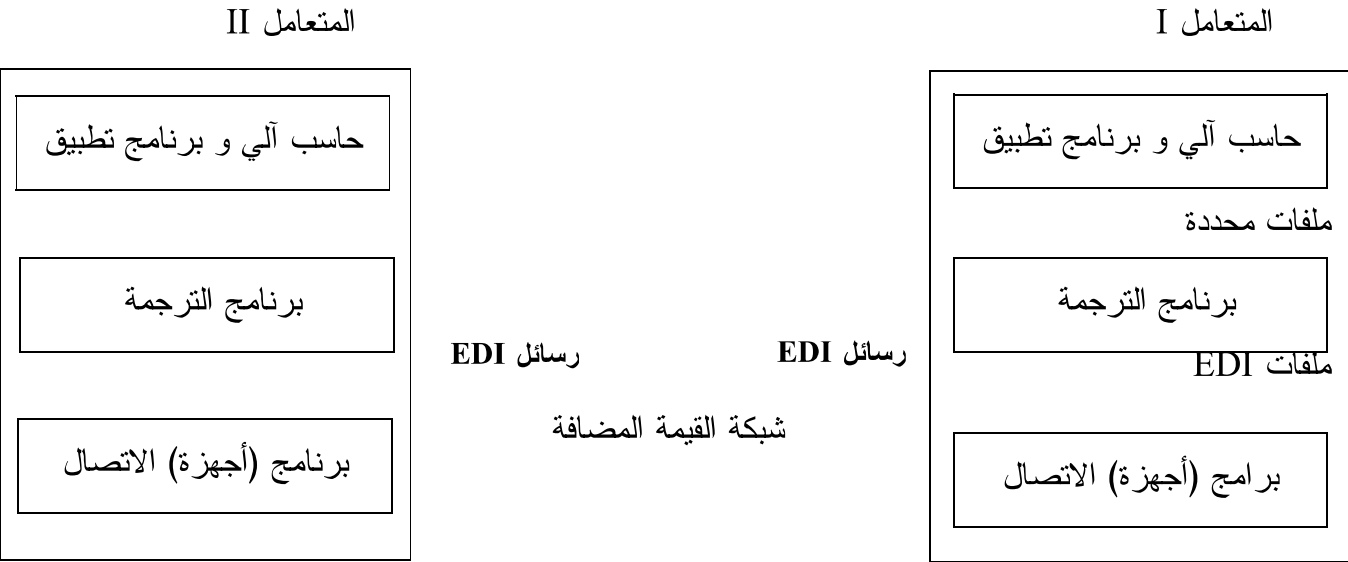 المتعامل I
المتعامل II
حاسب آلي و برنامج تطبيق
حاسب آلي و برنامج تطبيق
ملفات محددة
برنامج الترجمة
برنامج الترجمة
رسائل EDI
رسائل EDI
ملفات EDI
شبكة القيمة المضافة
برامج (أجهزة) الاتصال
برنامج (أجهزة) الاتصال